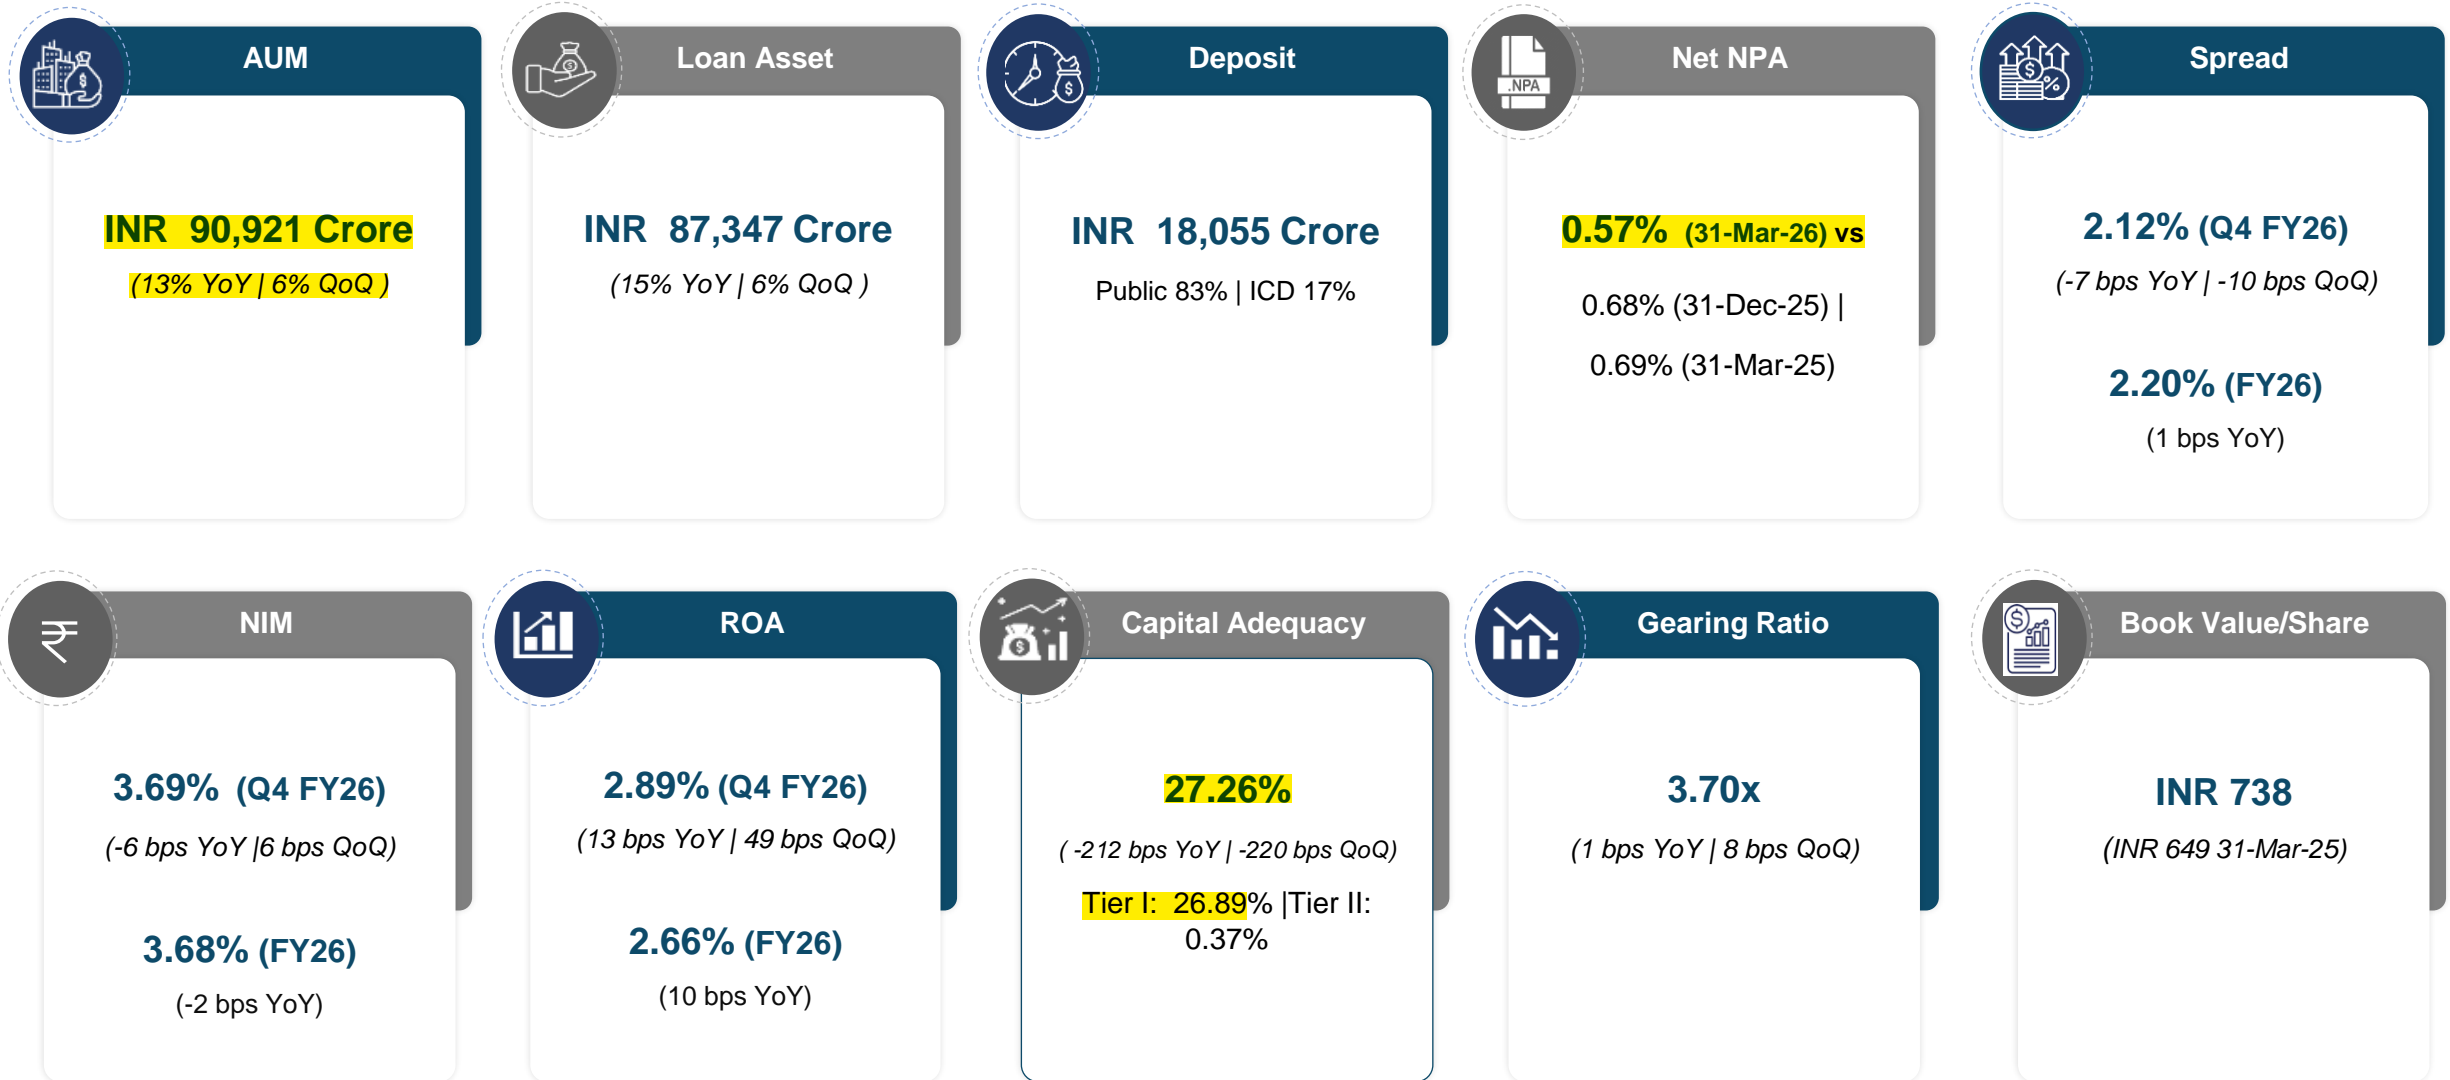 AUM
INR 90,921 Crore
(13% YoY | 6% QoQ )
Loan Asset
INR 87,347 Crore
(15% YoY | 6% QoQ )
Deposit
INR 18,055 Crore
Public 83% | ICD 17%
.NPA
Net NPA
0.57% (31-Mar-26) vs
0.68% (31-Dec-25) |
0.69% (31-Mar-25)
Spread
2.12% (Q4 FY26)
(-7 bps YoY | -10 bps QoQ)
2.20% (FY26)
(1 bps YoY)
₹
NIM
3.69% (Q4 FY26)
(-6 bps YoY |6 bps QoQ)
3.68% (FY26)
(-2 bps YoY)
ROA
2.89% (Q4 FY26)
(13 bps YoY | 49 bps QoQ)
2.66% (FY26)
(10 bps YoY)
Capital Adequacy
27.26%
( -212 bps YoY | -220 bps QoQ)
Tier I: 26.89% |Tier II:
0.37%
Gearing Ratio
3.70x
(1 bps YoY | 8 bps QoQ)
Book Value/Share
INR 738
(INR 649 31-Mar-25)